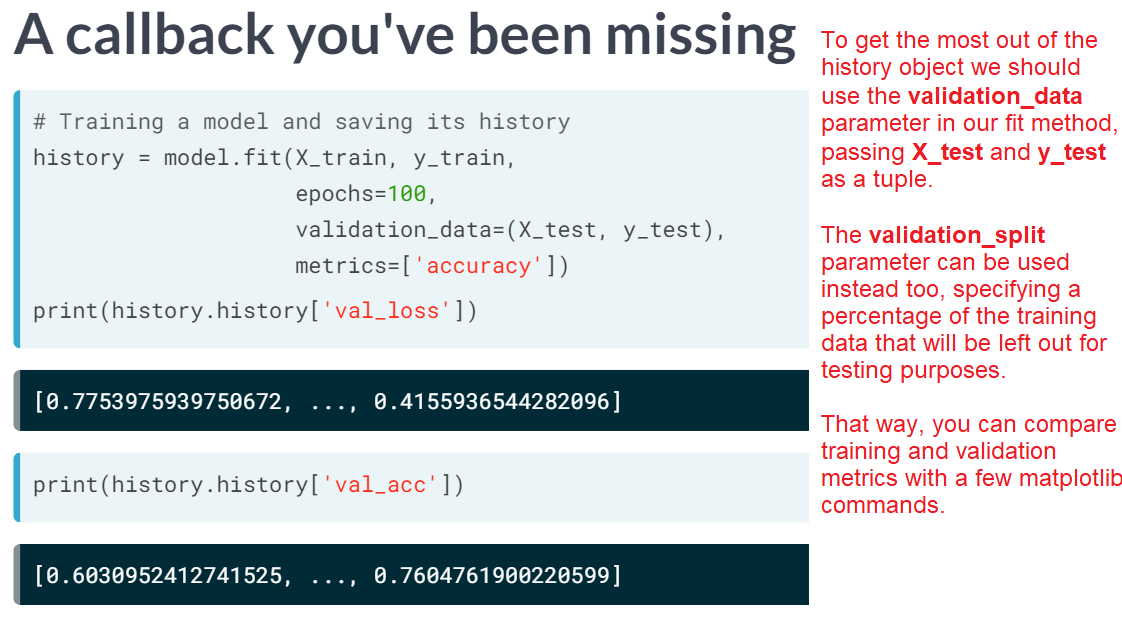 A callback you've been missing
# Training a model and saving its history
history = model.fit(X_train, y_train,
epochs=100,
validation_data=(X_test, y_test),
metrics=['accuracy'])
print(history.history['val_loss'])
[0.7753975939750672, ..., 0.4155936544282096]
print(history.history['val_acc'])
[0.6030952412741525, ..., 0.7604761900220599]
To get the most out of the
history object we should
use the validation_data
parameter in our fit method,
passing X_test and y_test
as a tuple.
The validation_split
parameter can be used
instead too, specifying a
percentage of the training
data that will be left out for
testing purposes.
That way, you can compare
training and validation
metrics with a few matplotlib
commands.